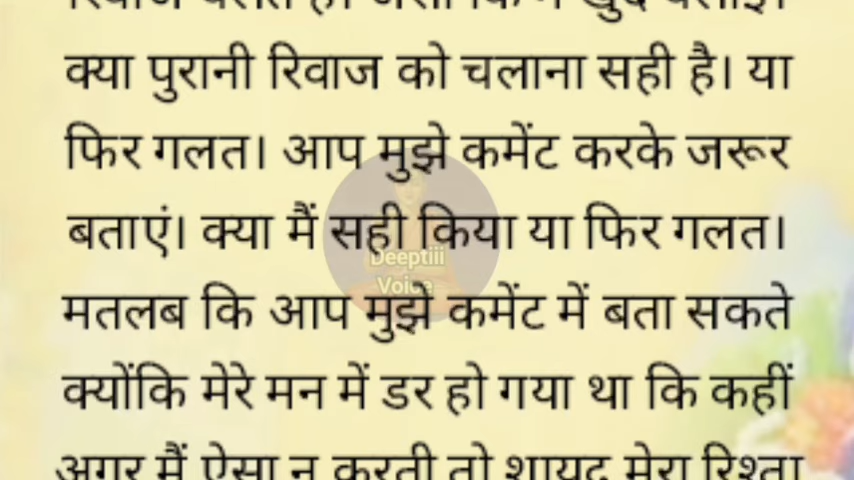 क्या पुरानी रिवाज को चलाना सही है। या
फिर गलत। आप मुझे कमेंट करके जरूर
बताएं। क्या मैं सही किया या फिर गलत।
Deeptiii
Voice
मतलब कि आप मुझे कमेंट में बता सकते
क्योंकि मेरे मन में डर हो गया था कि कहीं
अगर मैं ऐसा न करती तो शायद मेरा रिश्ता